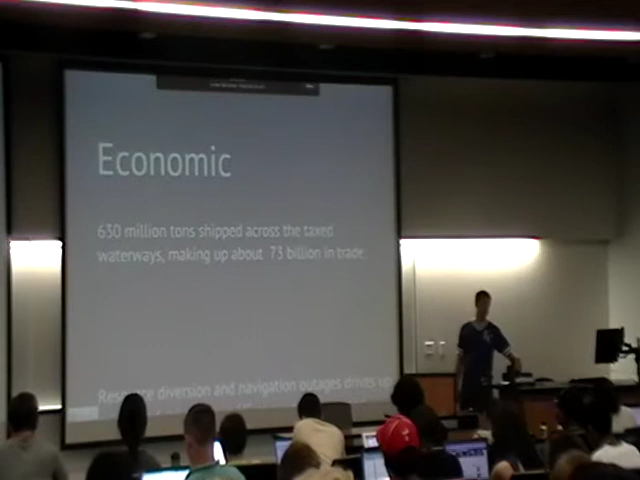 Economic
630 million tons shipped across the taxed
waterways, making up about 73 billion in trade.
Resource diversion and navigation outages drives up